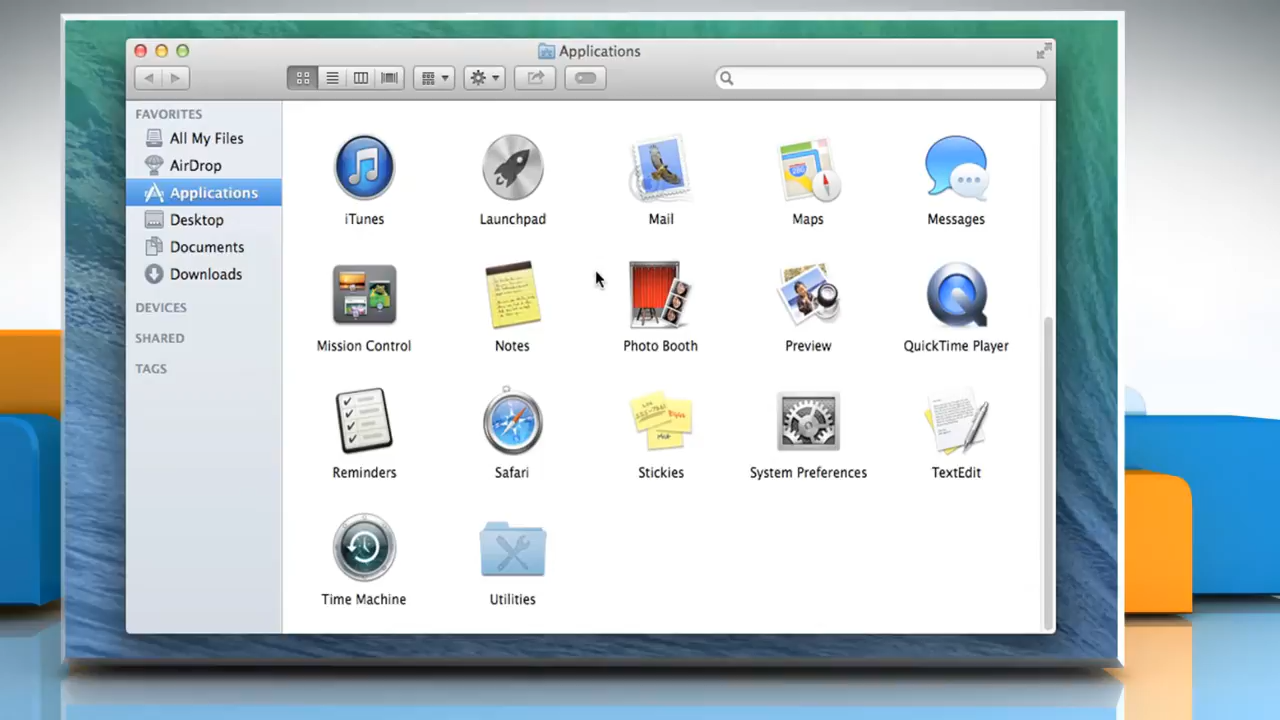 Applications
FAVORITES
All My Files
AirDrop
Applications
Desktop
Documents
Downloads
DEVICES
SHARED
TAGS
iTunes
Launchpad
Mail
Maps
Messages
Mission Control
Notes
Photo Booth
Preview
QuickTime Player
Reminders
Safari
Stickies
System Preferences
TextEdit
Time Machine
Utilities